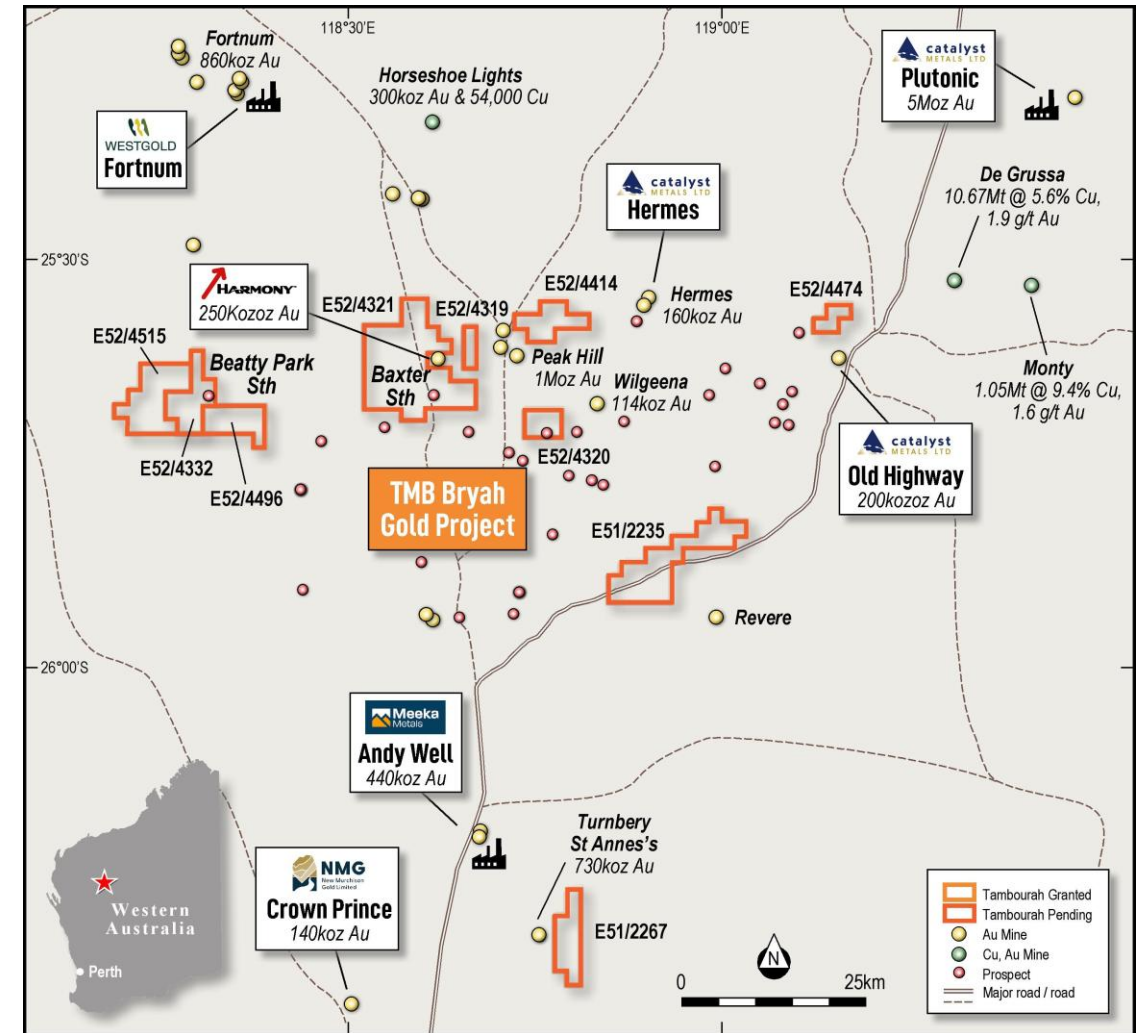 118°30'E
119°00'E
Fortnum
860koz Au
WESTGOLD
Fortnum
Horseshoe Lights
300koz Au & 54,000 Cu
catalyst
METALS LTD
Plutonic
5Moz Au
De Grussa
10.67Mt @ 5.6% Cu,
1.9 g/t Au
catalyst
METALS LTD
Hermes
25°30'S
HARMONY
250Kozoz Au
E52/4321
E52/4319
E52/4414
Hermes
160koz Au
E52/4474
E52/4515
Beatty Park
Sth
Baxter
Sth
Peak Hill
1Moz Au
Wilgeena
114koz Au
Monty
1.05Mt @ 9.4% Cu,
1.6 g/t Au
E52/4332
E52/4496
E52/4320
catalyst
METALS LTD
Old Highway
200kozoz Au
TMB Bryah
Gold Project
E51/2235
Revere
26°00'S
Meeka
Metals
Andy Well
440koz Au
Turnbery
St Annes's
730koz Au
NMG
New Murchison
Gold Limited
Crown Prince
140koz Au
E51/2267
Western
Australia
Perth
N
0
25km
Tambourah Granted
Tambourah Pending
Au Mine
Cu, Au Mine
Prospect
Major road / road